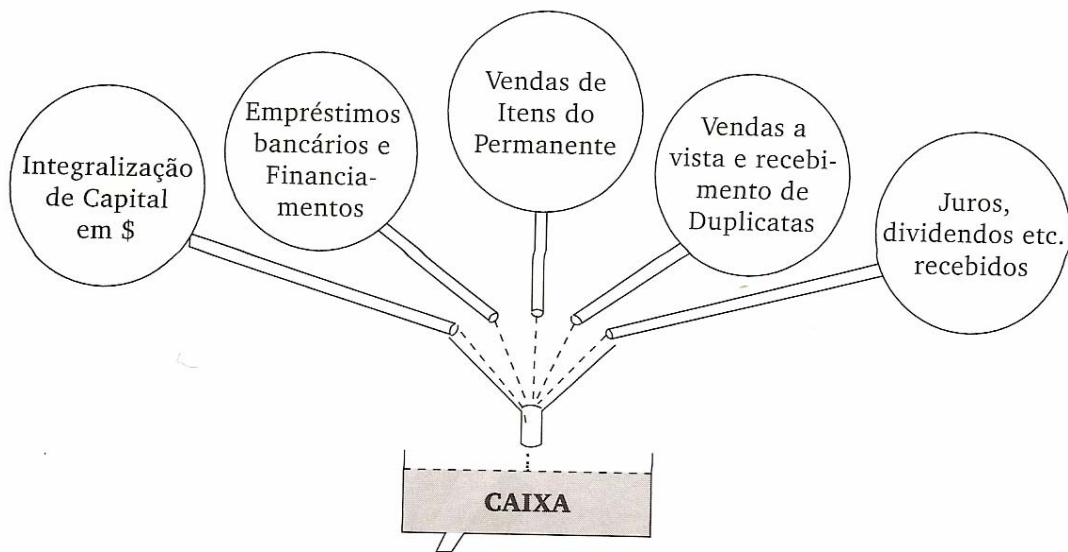 Integralização
de Capital
em $
Empréstimos
bancários e
Financia-
mentos
Vendas de
Itens do
Permanente
Vendas a
vista e recebi-
mento de
Duplicatas
Juros,
dividendos etc.
recebidos
CAIXA